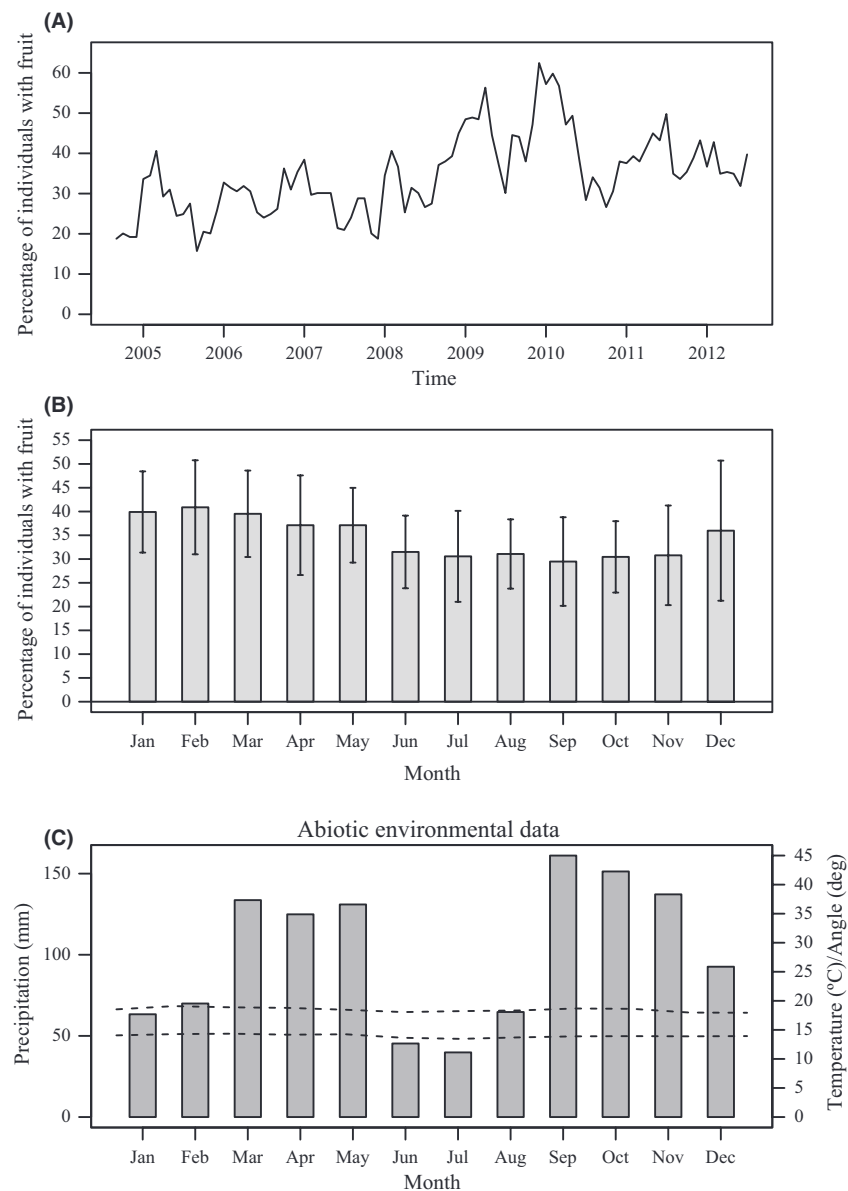 (A)
Percentage of individuals with fruit
60
50
40
30
20
10
0
2005 2006 2007 2008 2009 2010 2011 2012
Time
(B)
Percentage of individuals with fruit
55
50
45
40
35
30
25
20
15
10
5
0
Jan Feb Mar Apr May Jun Jul Aug Sep Oct Nov Dec
Month
(C)
Abiotic environmental data
Precipitation (mm)
150
100
50
0
45
40
35
30
25
20
15
10
5
0
Temperature (ºC)/Angle (deg)
Jan Feb Mar Apr May Jun Jul Aug Sep Oct Nov Dec
Month